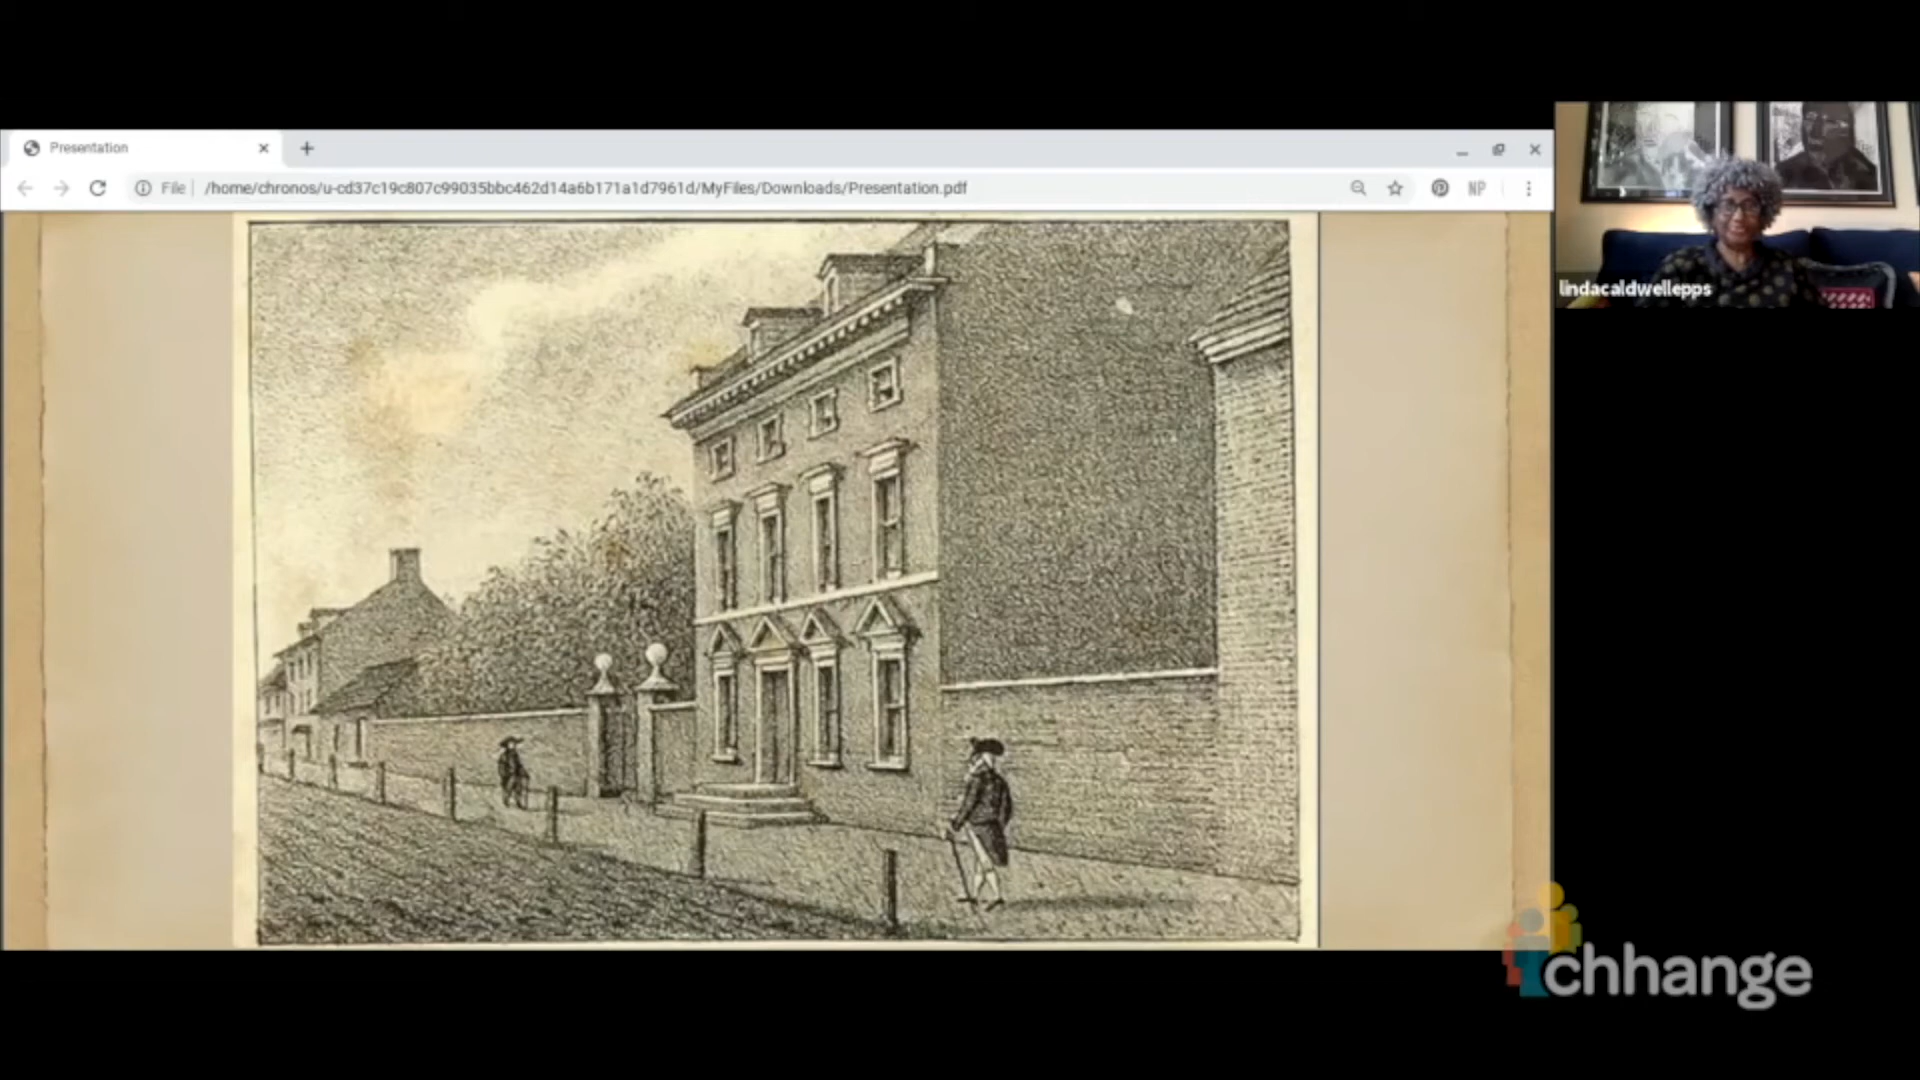 Presentation
File
/home/chronos/u-cd37c19c807c99035bbc462d14a6b171a1d7961d/MyFiles/Downloads/Presentation.pdf
NP
lindacaldwellepps
chhange